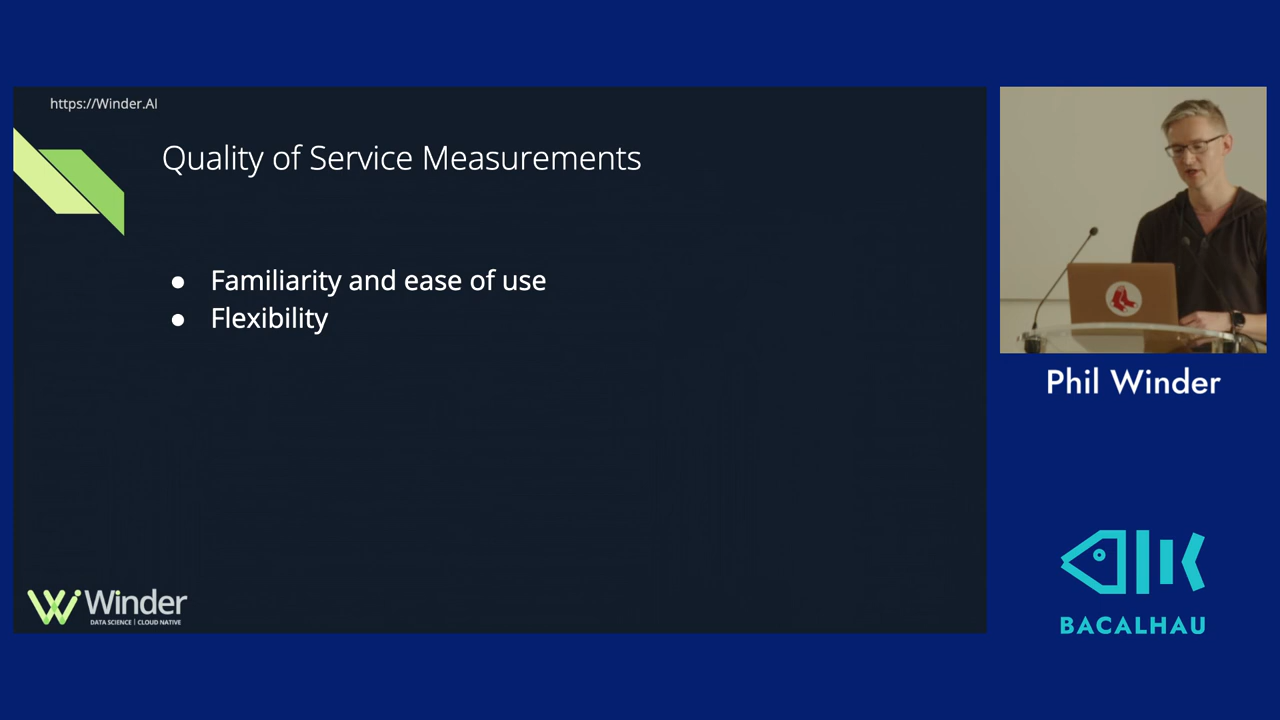 https://Winder.AI
Quality of Service Measurements
● Familiarity and ease of use
● Flexibility
Winder
DATA SCIENCE | CLOUD NATIVE
Phil Winder
BACALHAU